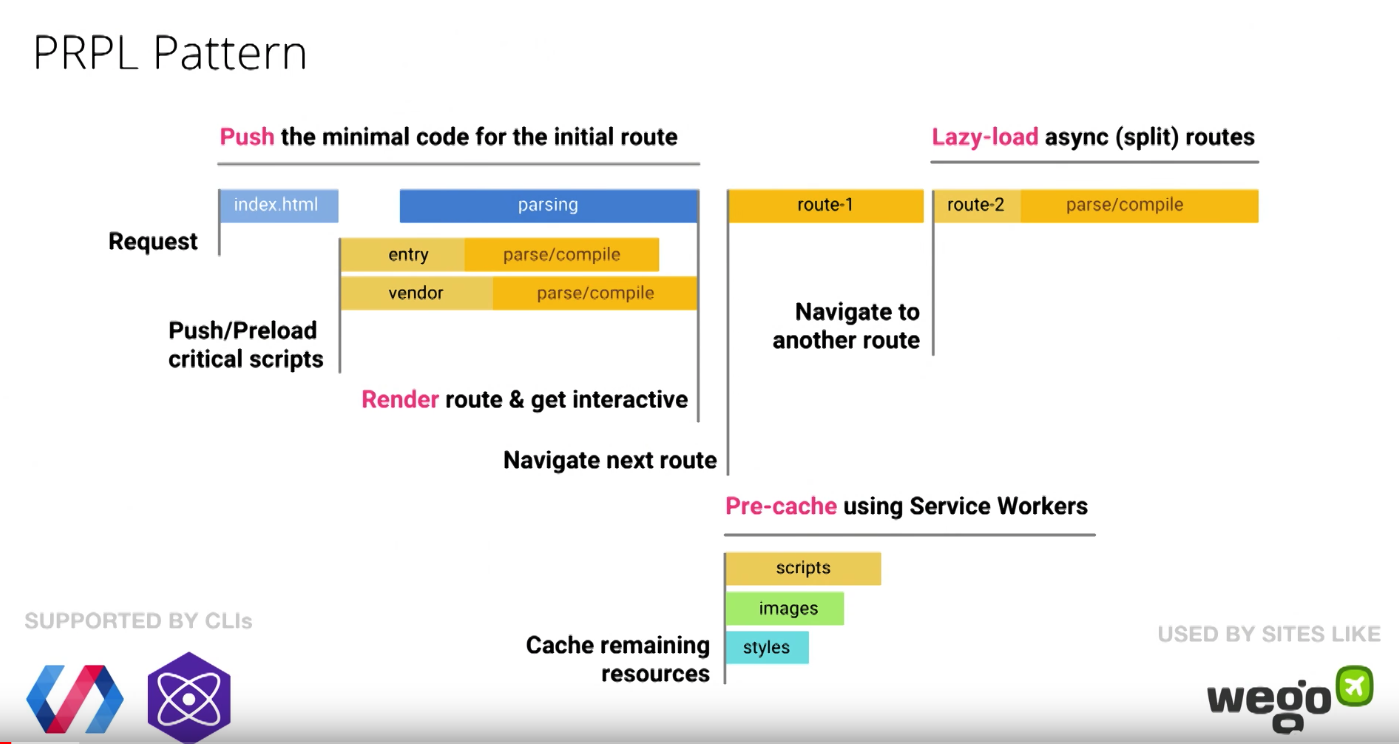 PRPL Pattern
Push the minimal code for the initial route
Lazy-load async (split) routes
index.html
parsing
route-1
route-2
parse/compile
Request
entry
parse/compile
vendor
parse/compile
Push/Preload
critical scripts
Navigate to
another route
Render route & get interactive
Navigate next route
Pre-cache using Service Workers
scripts
images
styles
Cache remaining
resources
SUPPORTED BY CLIs
USED BY SITES LIKE
wego